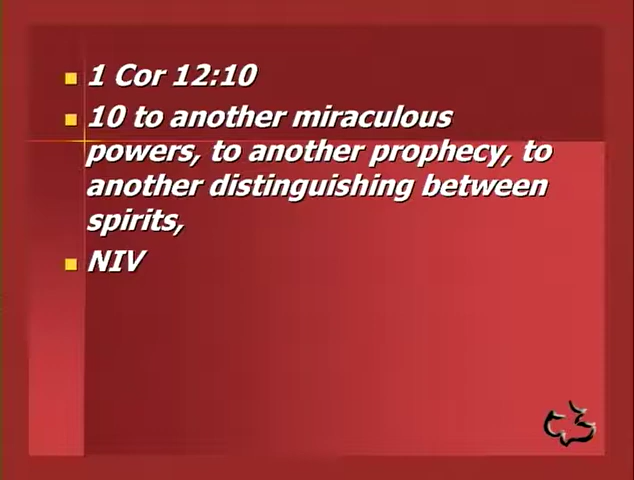 1 Cor 12:10
10 to another miraculous
powers, to another prophecy, to
another distinguishing between
spirits,
NIV